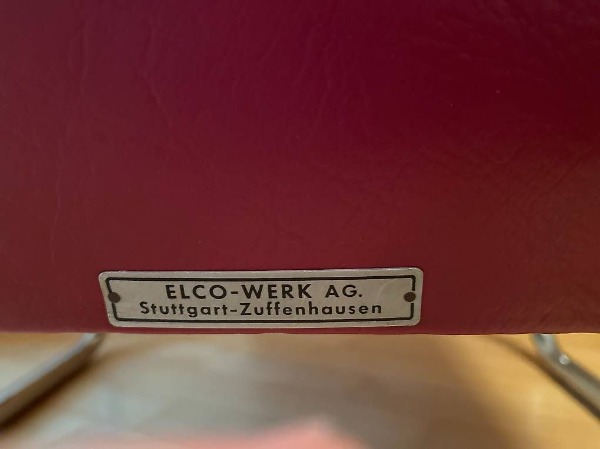 ELCO-WERK AG.
Stuttgart-Zuffenhausen